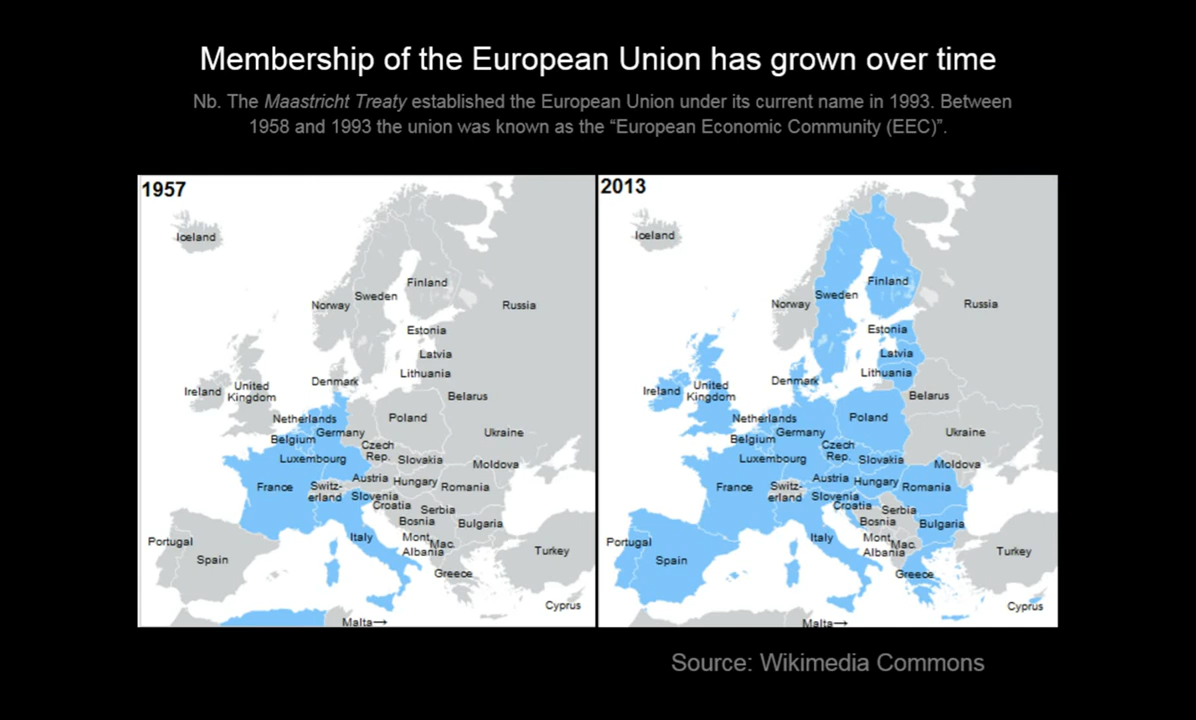 Membership of the European Union has grown over time
Nb. The Maastricht Treaty established the European Union under its current name in 1993. Between
1958 and 1993 the union was known as the “European Economic Community (EEC)”.
1957
Iceland
Norway
Sweden
Finland
Russia
Estonia
Latvia
Lithuania
Denmark
Ireland
United
Kingdom
Belarus
Netherlands
Poland
Belgium
Germany
Ukraine
Czech
Rep.
Luxembourg
Slovakia
Moldova
France
Switz-
erland
Austria
Hungary
Romania
Slovenia
Croatia
Serbia
Bosnia
Bulgaria
Portugal
Spain
Italy
Mont.
Mac.
Albania
Turkey
Greece
Cyprus
Malta→
2013
Iceland
Norway
Sweden
Finland
Russia
Estonia
Latvia
Lithuania
Denmark
Ireland
United
Kingdom
Belarus
Netherlands
Poland
Belgium
Germany
Ukraine
Czech
Rep.
Luxembourg
Slovakia
Moldova
France
Switz-
erland
Austria
Hungary
Romania
Slovenia
Croatia
Serbia
Bosnia
Bulgaria
Portugal
Spain
Italy
Mont.
Mac.
Albania
Turkey
Greece
Cyprus
Malta→
Source: Wikimedia Commons